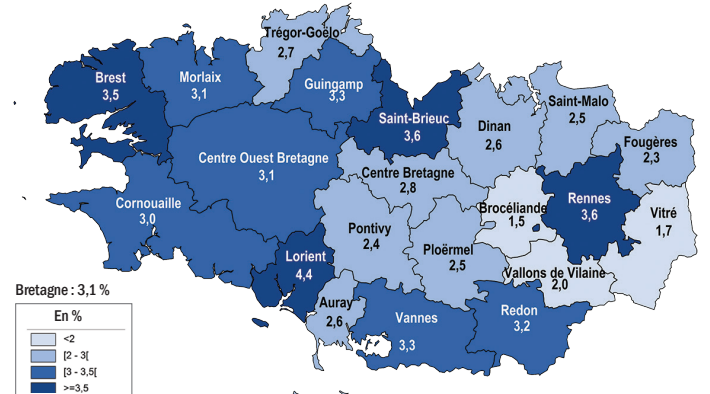 Trégor-Goëlo
2,7
Brest
3,5
Morlaix
3,1
Guingamp
3,3
Saint-Brieuc
3,6
Saint-Malo
2,5
Dinan
2,6
Fougères
2,3
Centre Ouest Bretagne
3,1
Centre Bretagne
2,8
Cornouaille
3,0
Brocéliande
1,5
Rennes
3,6
Vitré
1,7
Pontivy
2,4
Ploërmel
2,5
Lorient
4,4
Vallons de Vilaine
2,0
Auray
2,6
Vannes
3,3
Redon
3,2
Bretagne : 3,1 %
En %
<2
[2 - 3[
[3 - 3,5[
>=3,5